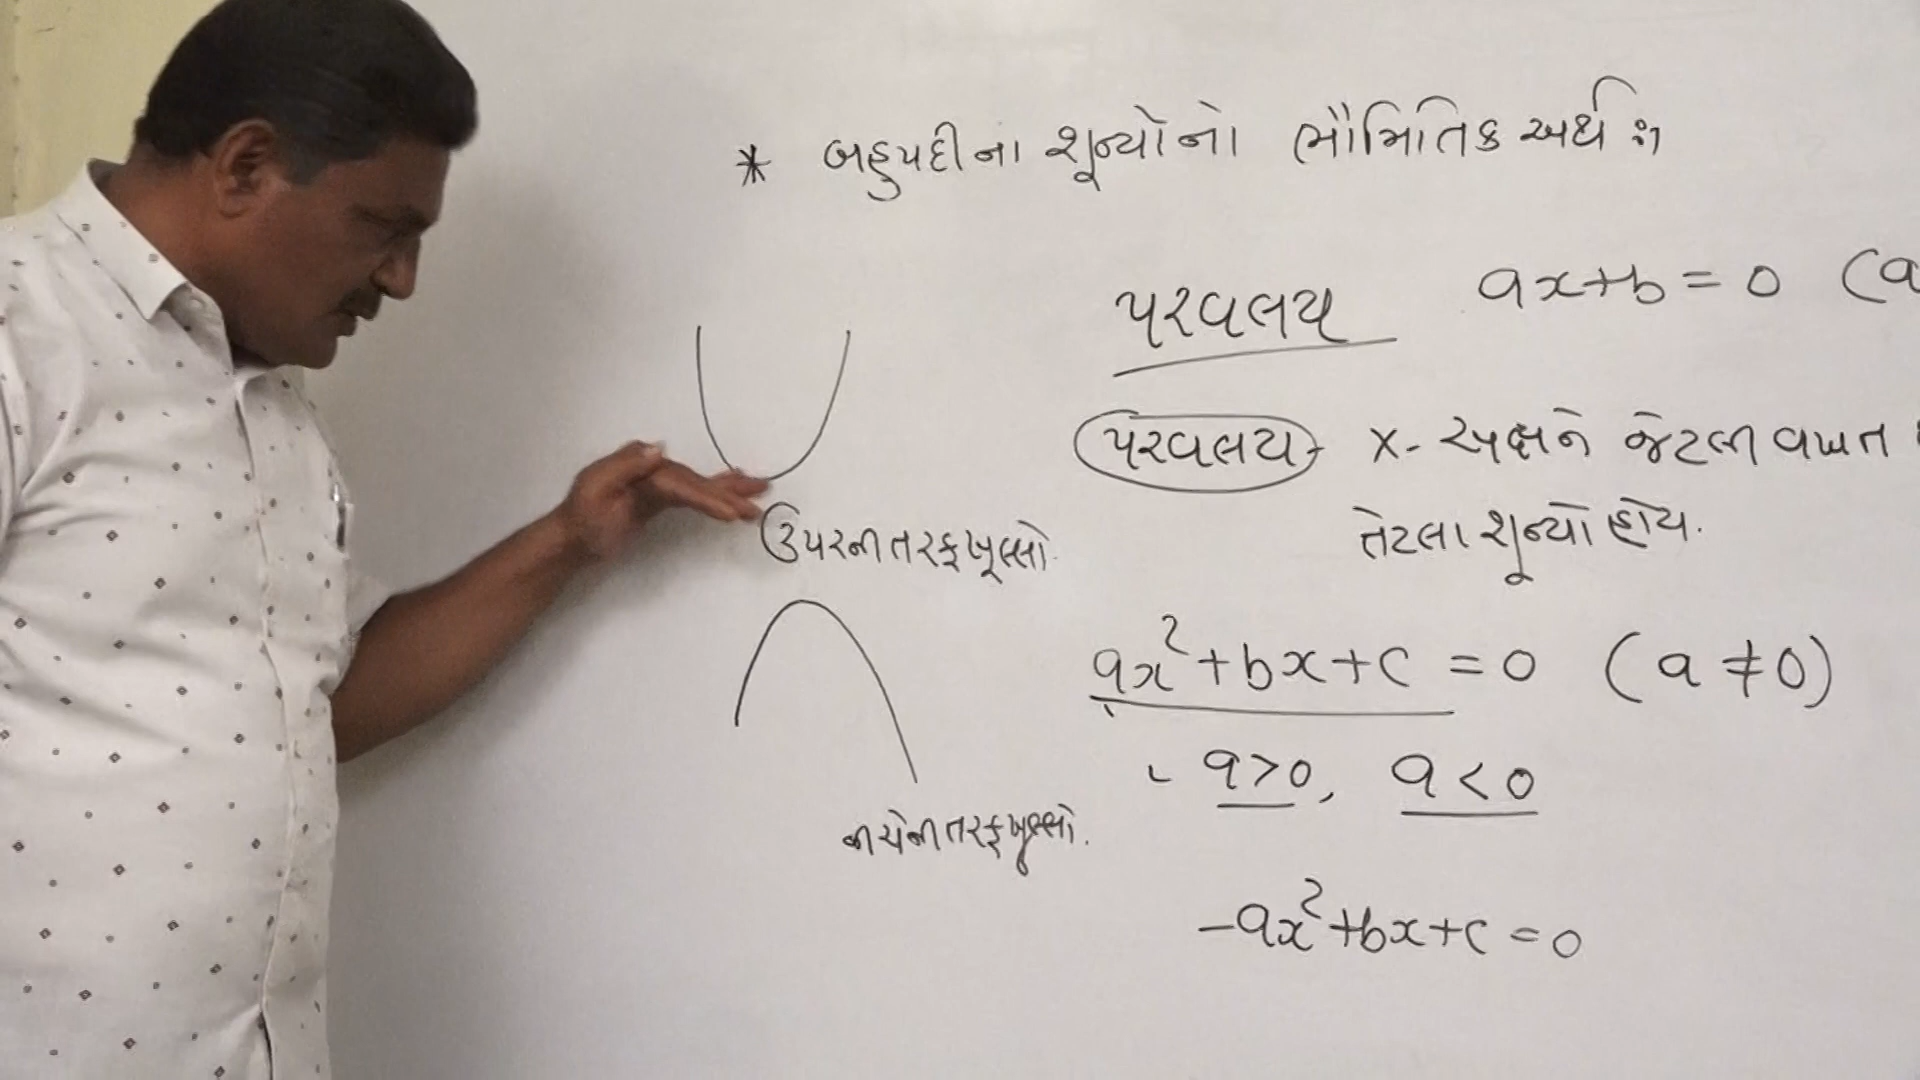 * બહુપદીના શૂન્યોનો ભૌમિતિક અર્થ :-
પરવલય ax+b=0 (a
પરવલય - x-અક્ષને જેટલી વખત
તેટલા શૂન્યો હોય.
ઉપરની તરફ ખૂલ્લો.
ax²+bx+c=0 (a≠0)
a>0, a<0
નીચેની તરફ ખૂલ્લો.
-ax²+bx+c=0